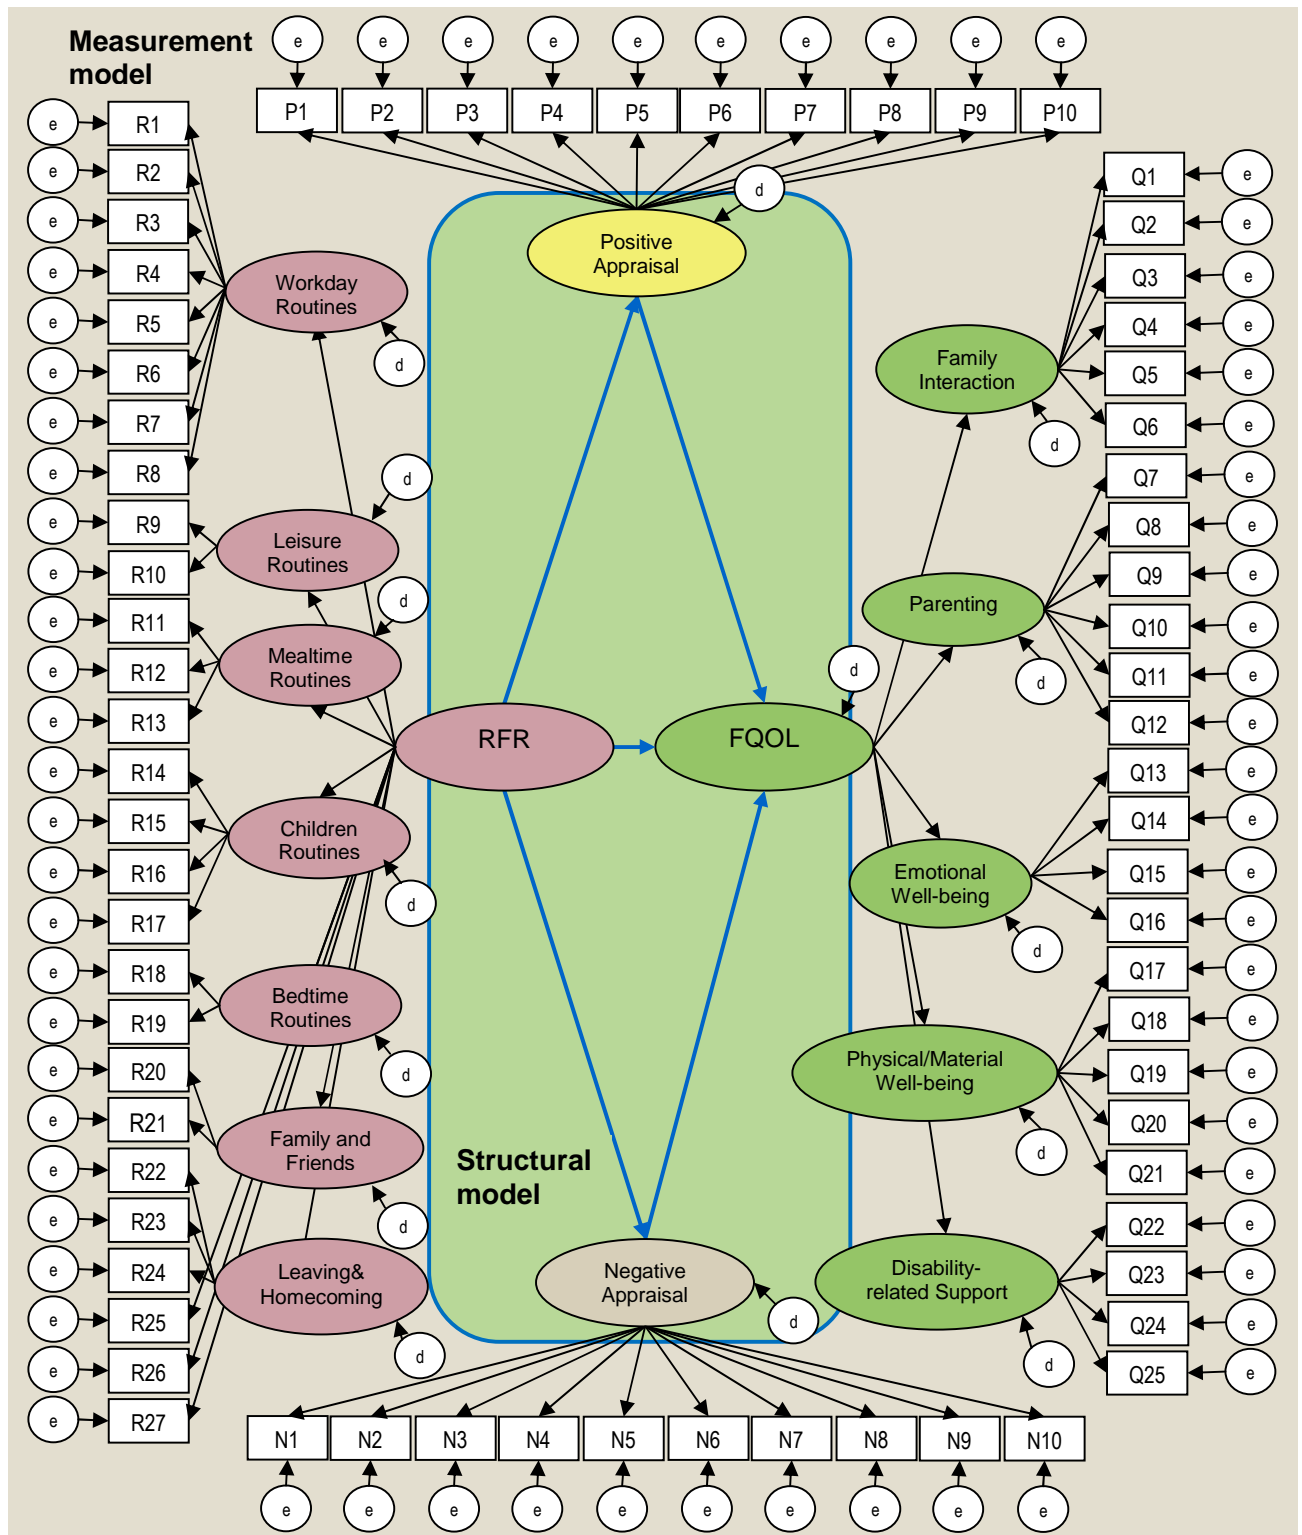 Measurement
model
e e e e e e e e e e
P1 P2 P3 P4 P5 P6 P7 P8 P9 P10
e R1
e R2
e R3
e R4
e R5
e R6
e R7
e R8
e R9
e R10
e R11
e R12
e R13
e R14
e R15
e R16
e R17
e R18
e R19
e R20
e R21
e R22
e R23
e R24
e R25
e R26
e R27
Workday
Routines
d
Leisure
Routines
d
Mealtime
Routines
d
Children
Routines
d
Bedtime
Routines
d
Family and
Friends
d
Leaving&
Homecoming
d
Positive
Appraisal
d
RFR
FQOL
d
Structural
model
Negative
Appraisal
d
Family
Interaction
d
Parenting
d
Emotional
Well-being
d
Physical/Material
Well-being
d
Disability-
related Support
d
Q1 e
Q2 e
Q3 e
Q4 e
Q5 e
Q6 e
Q7 e
Q8 e
Q9 e
Q10 e
Q11 e
Q12 e
Q13 e
Q14 e
Q15 e
Q16 e
Q17 e
Q18 e
Q19 e
Q20 e
Q21 e
Q22 e
Q23 e
Q24 e
Q25 e
N1 N2 N3 N4 N5 N6 N7 N8 N9 N10
e e e e e e e e e e